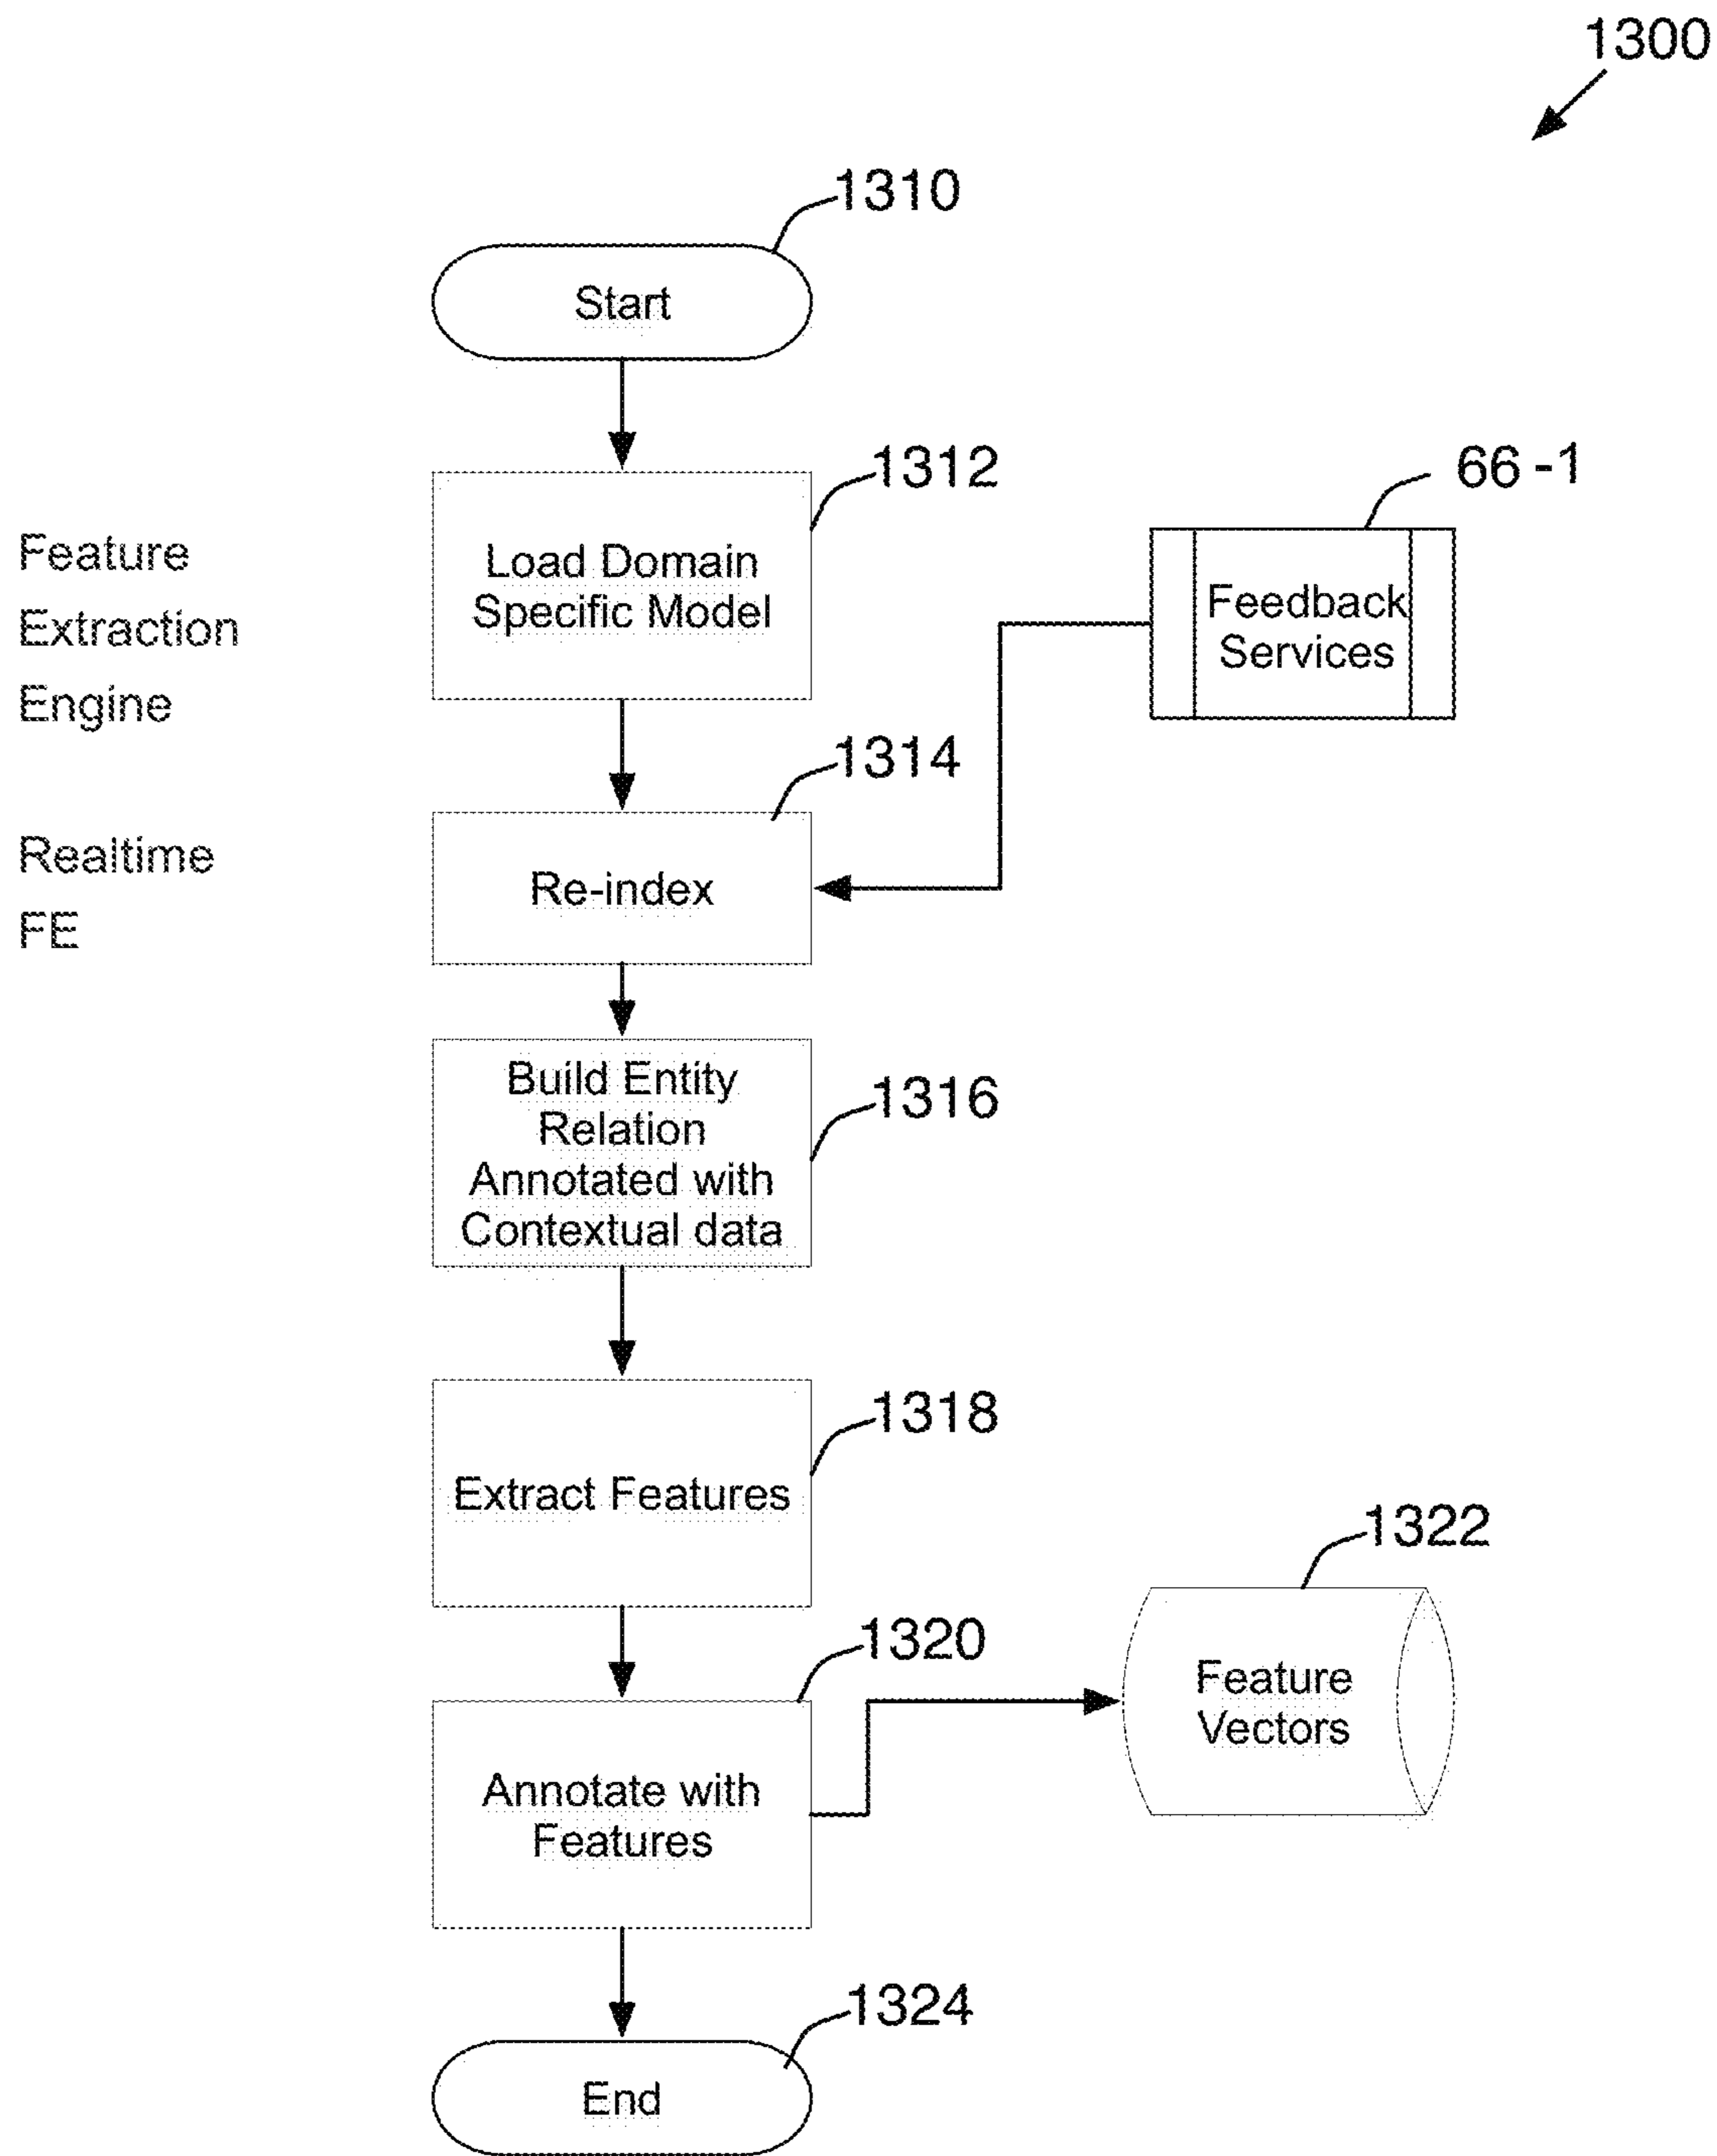 1300
1310
Start
1312
66-1
Feature
Extraction
Engine
Load Domain
Specific Model
Feedback
Services
1314
Realtime
FE
Re-index
Build Entity
Relation
Annotated with
Contextual data
1316
1318
Extract Features
1322
1320
Feature
Vectors
Annotate with
Features
1324
End